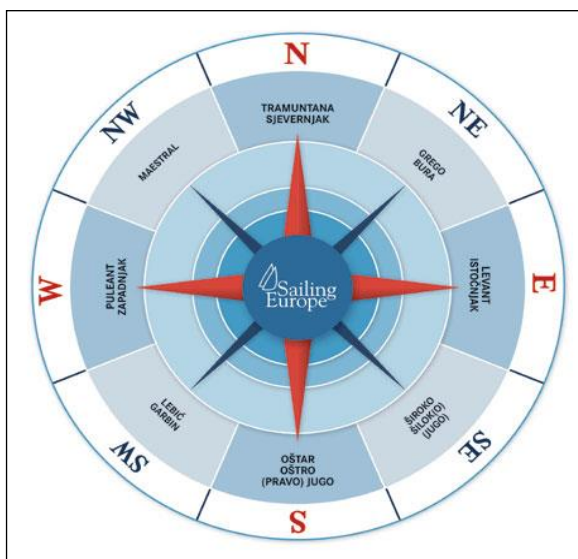 N
TRAMUNTANA
SJEVERNJAK
NE
GREGO
BURA
E
LEVANT
ISTOČNJAK
SE
ŠIROKO
ŠILOK(O)
(JUGO)
S
OŠTAR
OŠTRO
(PRAVO) JUGO
SW
LEBIĆ
GARBIN
W
PULEANT
ZAPADNJAK
NW
MAESTRAL
Sailing
Europe